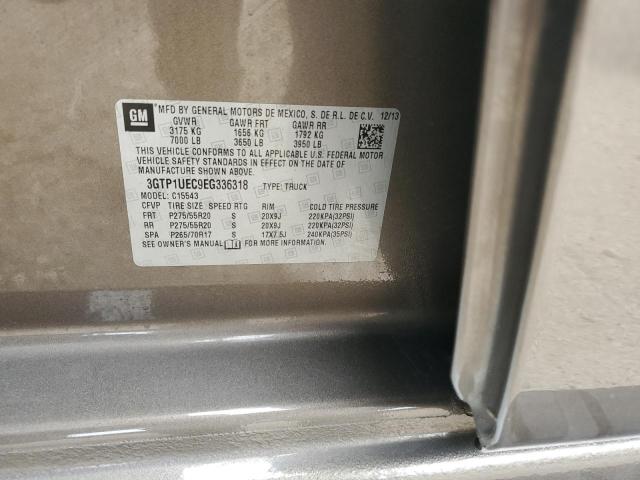 GM
MFD BY GENERAL MOTORS DE MEXICO, S. DE R.L. DE C.V. 12/13
GVWR GAWR FRT GAWR RR
3175 KG 1656 KG 1792 KG
7000 LB 3650 LB 3950 LB
THIS VEHICLE CONFORMS TO ALL APPLICABLE U.S. FEDERAL MOTOR
VEHICLE SAFETY STANDARDS IN EFFECT ON THE DATE OF
MANUFACTURE SHOWN ABOVE.
3GTP1UEC9EG336318 TYPE: TRUCK
MODEL: C15543
CFVP TIRE SIZE SPEED RTG RIM COLD TIRE PRESSURE
FRT P275/55R20 S 20X9J 220KPA(32PSI)
RR P275/55R20 S 20X9J 220KPA(32PSI)
SPA P265/70R17 S 17X7.5J 240KPA(35PSI)
SEE OWNER'S MANUAL FOR MORE INFORMATION.